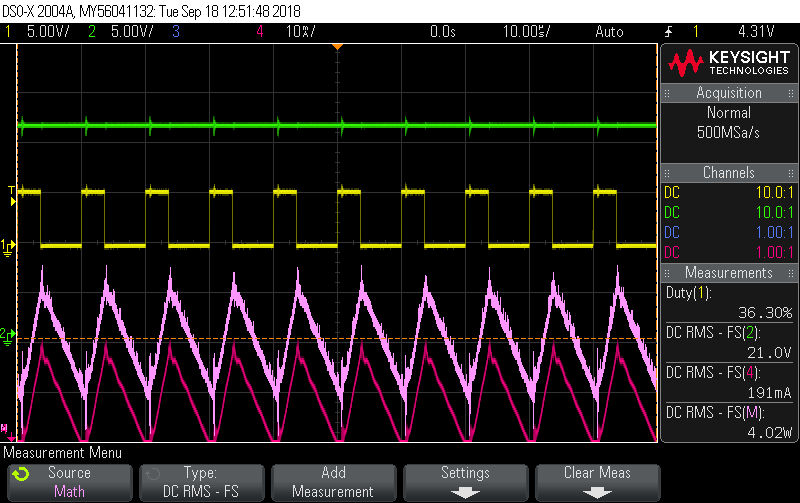 DSO-X 2004A, MY56041132: Tue Sep 18 12:51:48 2018
1 5.00V/ 2 5.00V/ 3 4 10%/ 0.0s 10.00%/ Auto 1 4.31V
KEYSIGHT
TECHNOLOGIES
Acquisition
Normal
500MSa/s
Channels
DC 10.0:1
DC 10.0:1
DC 1.00:1
DC 1.00:1
Measurements
Duty(1):
36.30%
DC RMS - FS(2):
21.0V
DC RMS - FS(4):
191mA
DC RMS - FS(M):
4.02W
T
1
2
M
Measurement Menu
Source
Math
Type:
DC RMS - FS
Add
Measurement
Settings
Clear Meas